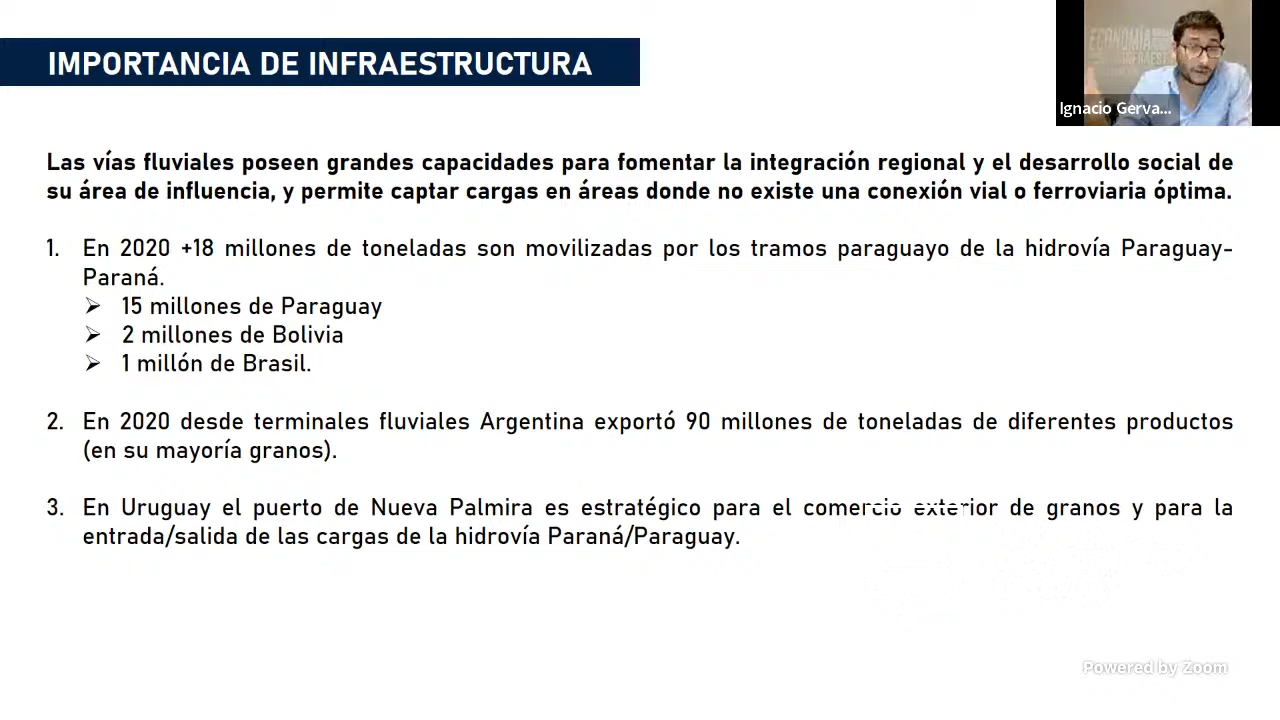 IMPORTANCIA DE INFRAESTRUCTURA
ECONOMÍA
Ignacio Gerva...
Las vías fluviales poseen grandes capacidades para fomentar la integración regional y el desarrollo social de
su área de influencia, y permite captar cargas en áreas donde no existe una conexión vial o ferroviaria óptima.
1. En 2020 +18 millones de toneladas son movilizadas por los tramos paraguayo de la hidrovía Paraguay-
Paraná.
➢ 15 millones de Paraguay
➢ 2 millones de Bolivia
➢ 1 millón de Brasil.
2. En 2020 desde terminales fluviales Argentina exportó 90 millones de toneladas de diferentes productos
(en su mayoría granos).
3. En Uruguay el puerto de Nueva Palmira es estratégico para el comercio exterior de granos y para la
entrada/salida de las cargas de la hidrovía Paraná/Paraguay.
Powered by Zoom